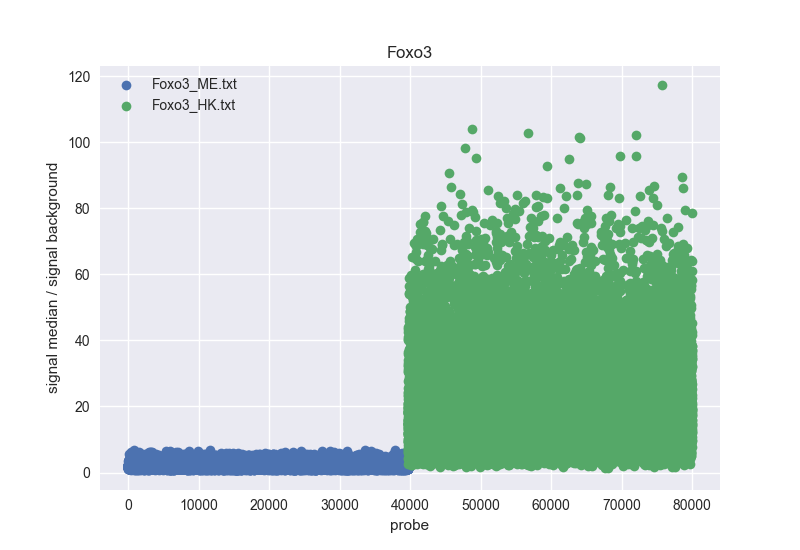 Foxo3
Foxo3_ME.txt
Foxo3_HK.txt
signal median / signal background
120
100
80
60
40
20
0
0 10000 20000 30000 40000 50000 60000 70000 80000
probe